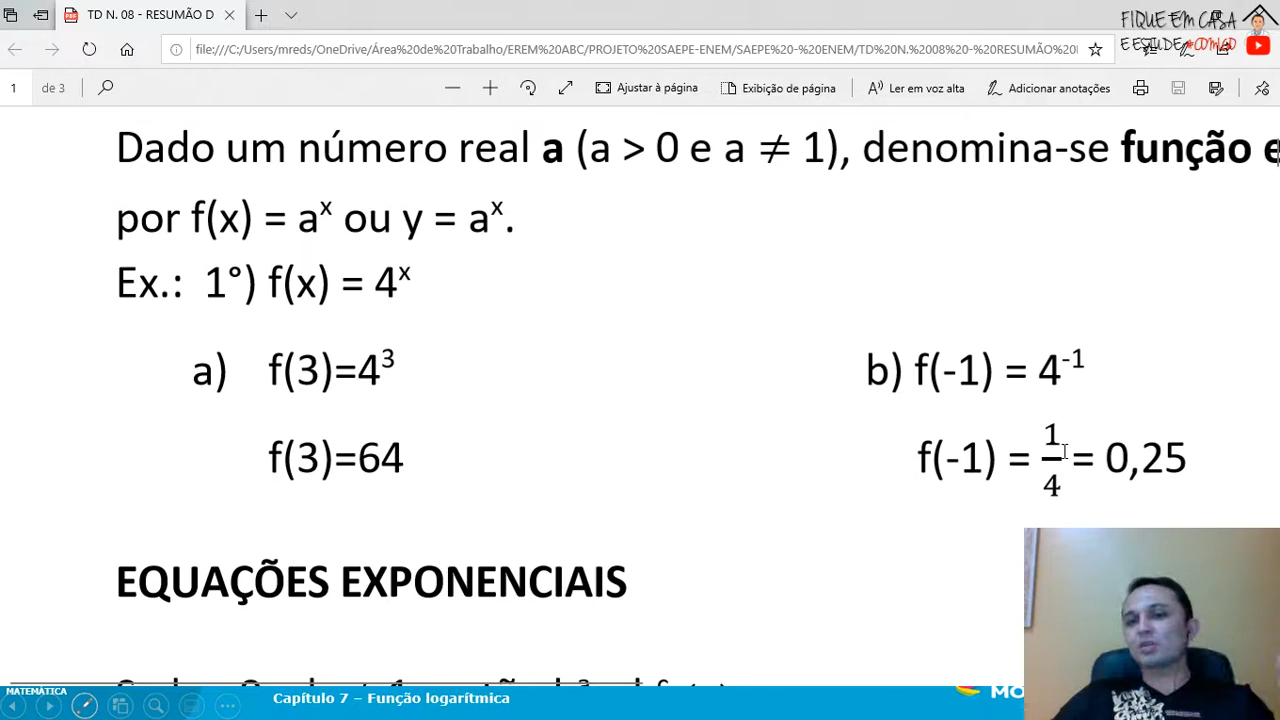 TD N. 08 - RESUMÃO D
FIQUE EM CASA
E ESTUDE #COMIGO
file:///C:/Users/mreds/OneDrive/Área%20de%20Trabalho/EREM%20ABC/PROJETO%20SAEPE-ENEM/SAEPE%20-%20ENEM/TD%20N.%2008%20-%20RESUMÃO%20
1 de 3
Ajustar à página
Exibição de página
Ler em voz alta
Adicionar anotações
Dado um número real a (a > 0 e a ≠ 1), denomina-se função e
por f(x) = aˣ ou y = aˣ.
Ex.: 1°) f(x) = 4ˣ
a) f(3)=4³
b) f(-1) = 4⁻¹
f(3)=64
f(-1) = 1/4 = 0,25
EQUAÇÕES EXPONENCIAIS
MATEMÁTICA
Capítulo 7 – Função logarítmica